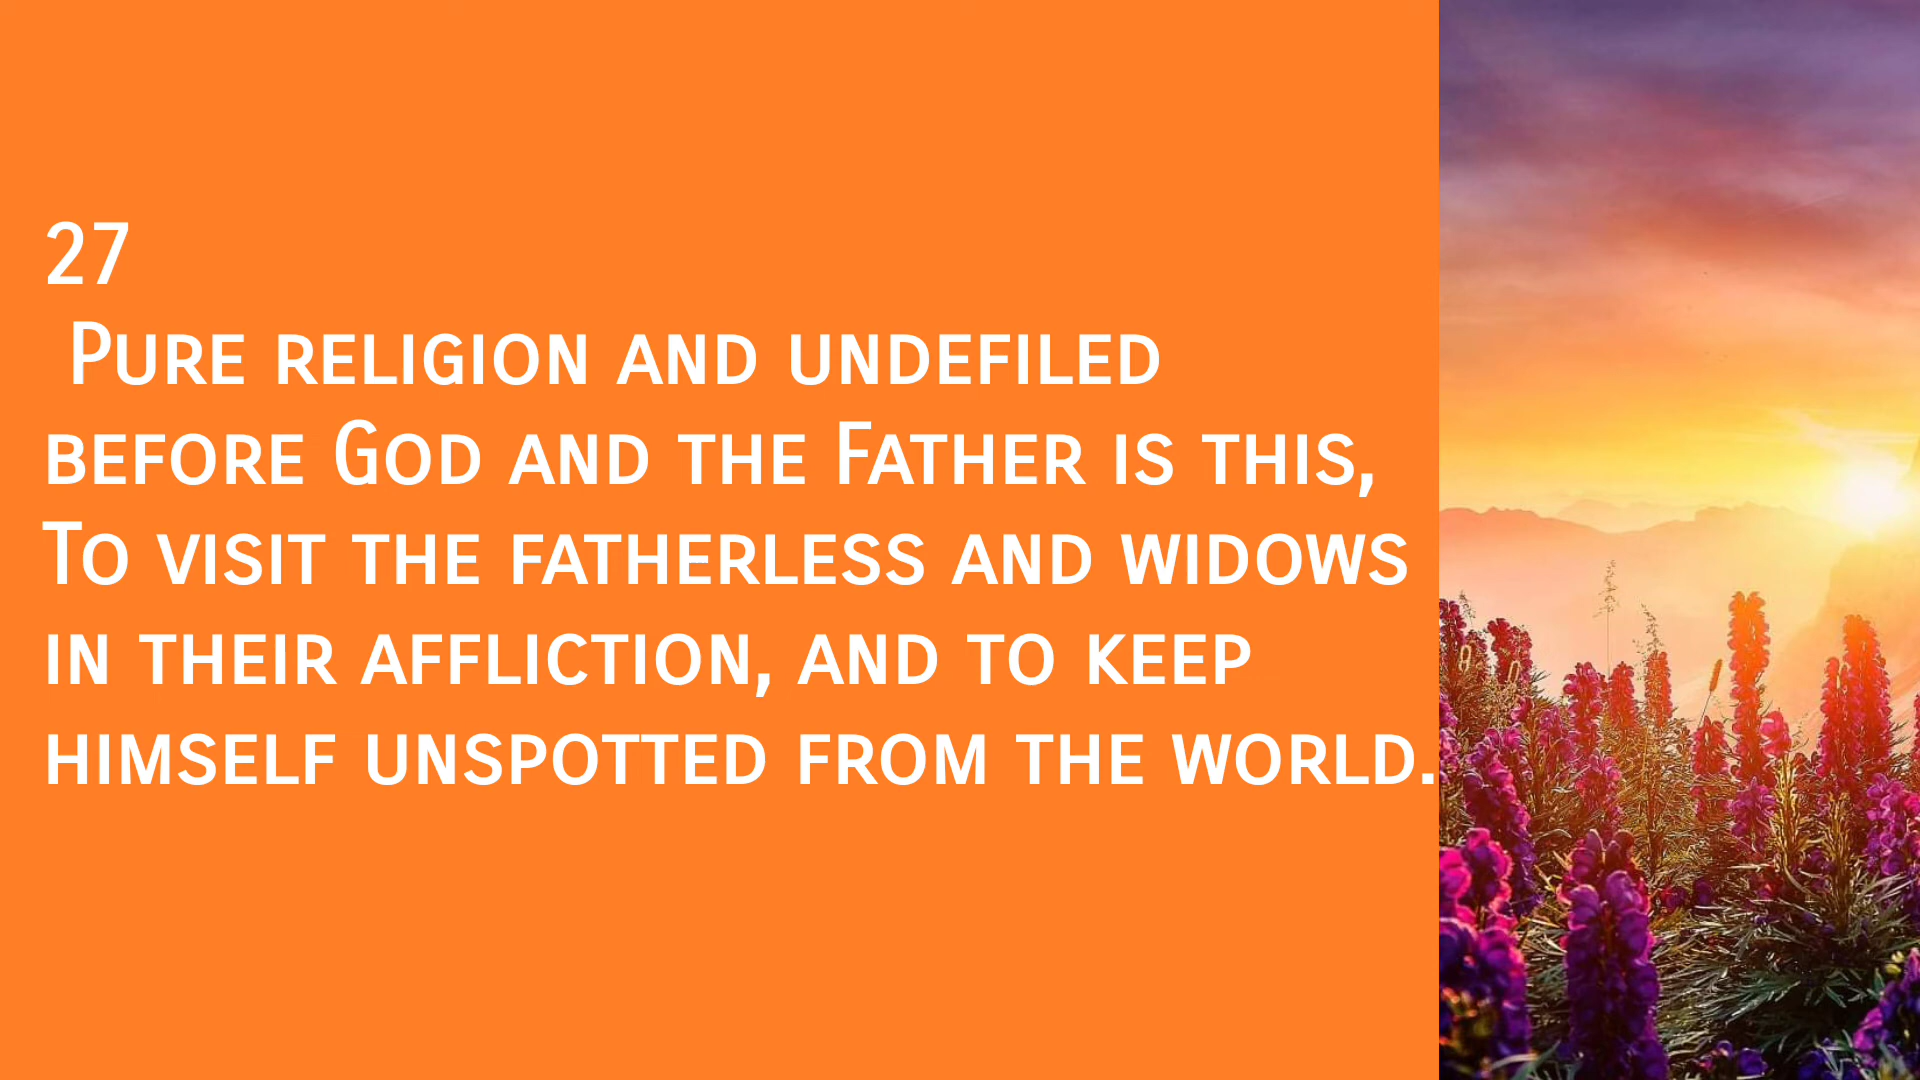 27
Pure religion and undefiled
before God and the Father is this,
To visit the fatherless and widows
in their affliction, and to keep
himself unspotted from the world.